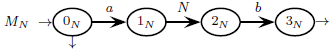 M_N → 0_N a 1_N N 2_N b 3_N →